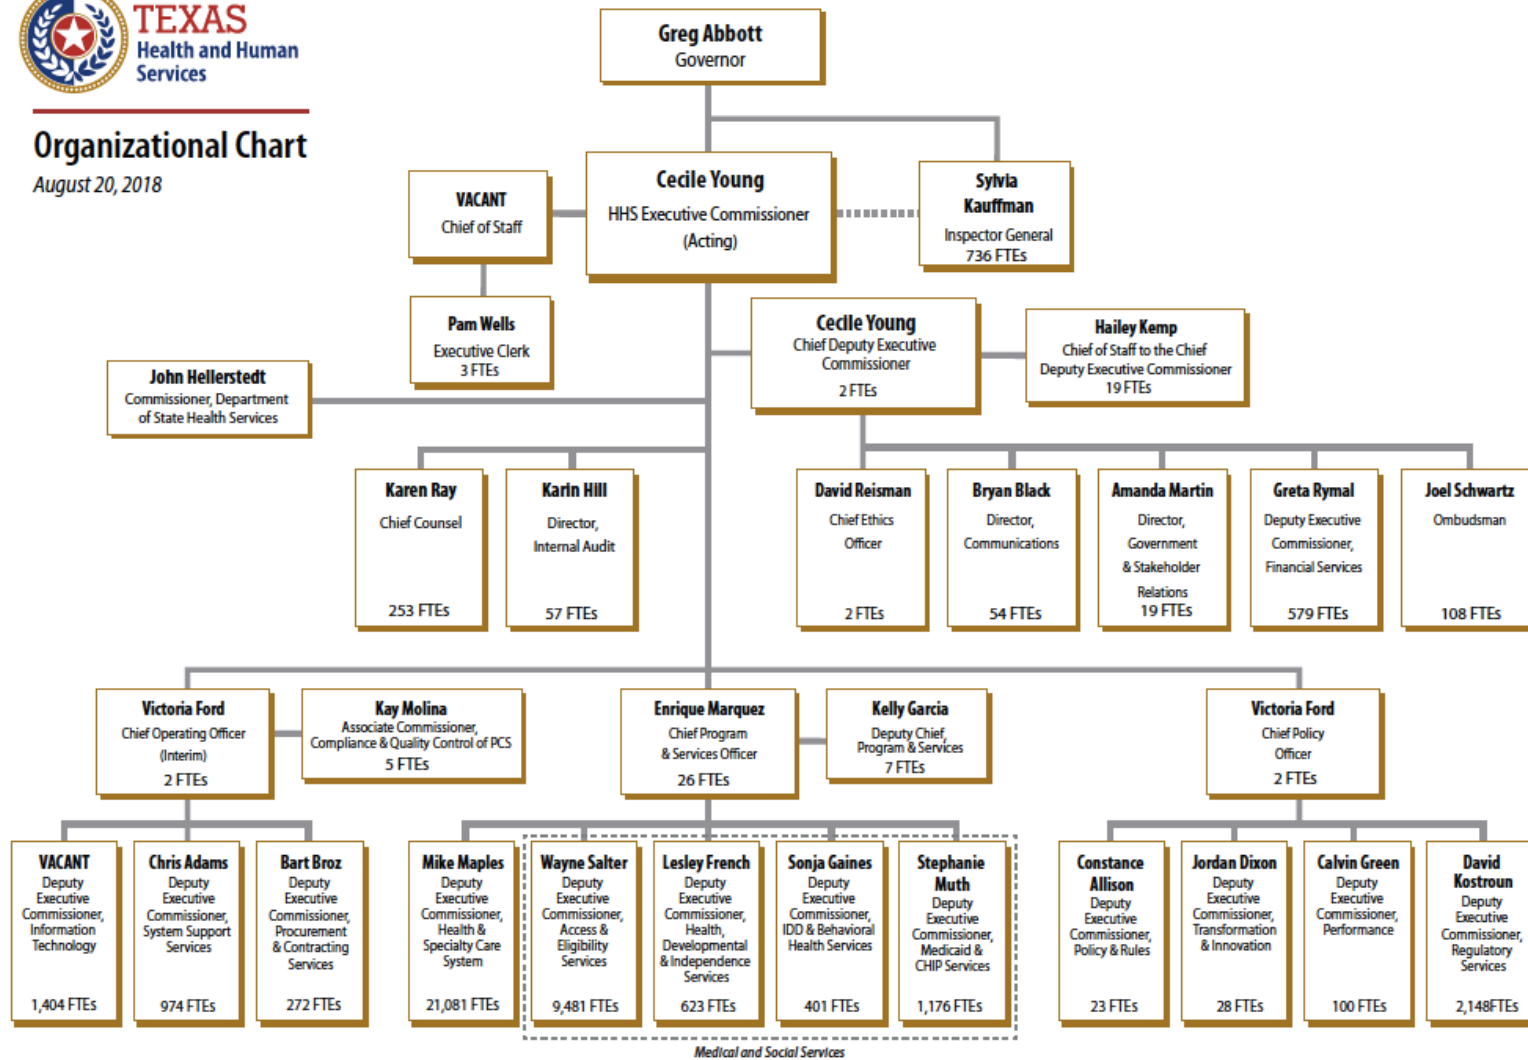 TEXAS
Health and Human
Services
Organizational Chart
August 20, 2018
Greg Abbott
Governor
Cecile Young
HHS Executive Commissioner
(Acting)
Sylvia
Kauffman
Inspector General
736 FTEs
VACANT
Chief of Staff
Pam Wells
Executive Clerk
3 FTEs
Cecile Young
Chief Deputy Executive
Commissioner
2 FTEs
Hailey Kemp
Chief of Staff to the Chief
Deputy Executive Commissioner
19 FTEs
John Hellerstedt
Commissioner, Department
of State Health Services
Karen Ray
Chief Counsel
253 FTEs
Karin Hill
Director,
Internal Audit
57 FTEs
David Reisman
Chief Ethics
Officer
2 FTEs
Bryan Black
Director,
Communications
54 FTEs
Amanda Martin
Director,
Government
& Stakeholder
Relations
19 FTEs
Greta Rymal
Deputy Executive
Commissioner,
Financial Services
579 FTEs
Joel Schwartz
Ombudsman
108 FTEs
Victoria Ford
Chief Operating Officer
(Interim)
2 FTEs
Kay Molina
Associate Commissioner,
Compliance & Quality Control of PCS
5 FTEs
Enrique Marquez
Chief Program
& Services Officer
26 FTEs
Kelly Garcia
Deputy Chief,
Program & Services
7 FTEs
Victoria Ford
Chief Policy
Officer
2 FTEs
VACANT
Deputy
Executive
Commissioner,
Information
Technology
1,404 FTEs
Chris Adams
Deputy
Executive
Commissioner,
System Support
Services
974 FTEs
Bart Broz
Deputy
Executive
Commissioner,
Procurement
& Contracting
Services
272 FTEs
Mike Maples
Deputy
Executive
Commissioner,
Health &
Specialty Care
System
21,081 FTEs
Wayne Salter
Deputy
Executive
Commissioner,
Access &
Eligibility
Services
9,481 FTEs
Lesley French
Deputy
Executive
Commissioner,
Health,
Developmental
& Independence
Services
623 FTEs
Sonja Gaines
Deputy
Executive
Commissioner,
IDD & Behavioral
Health Services
401 FTEs
Stephanie
Muth
Deputy
Executive
Commissioner,
Medicaid &
CHIP Services
1,176 FTEs
Constance
Allison
Deputy
Executive
Commissioner,
Policy & Rules
23 FTEs
Jordan Dixon
Deputy
Executive
Commissioner,
Transformation
& Innovation
28 FTEs
Calvin Green
Deputy
Executive
Commissioner,
Performance
100 FTEs
David
Kostroun
Deputy
Executive
Commissioner,
Regulatory
Services
2,148FTEs
Medical and Social Services